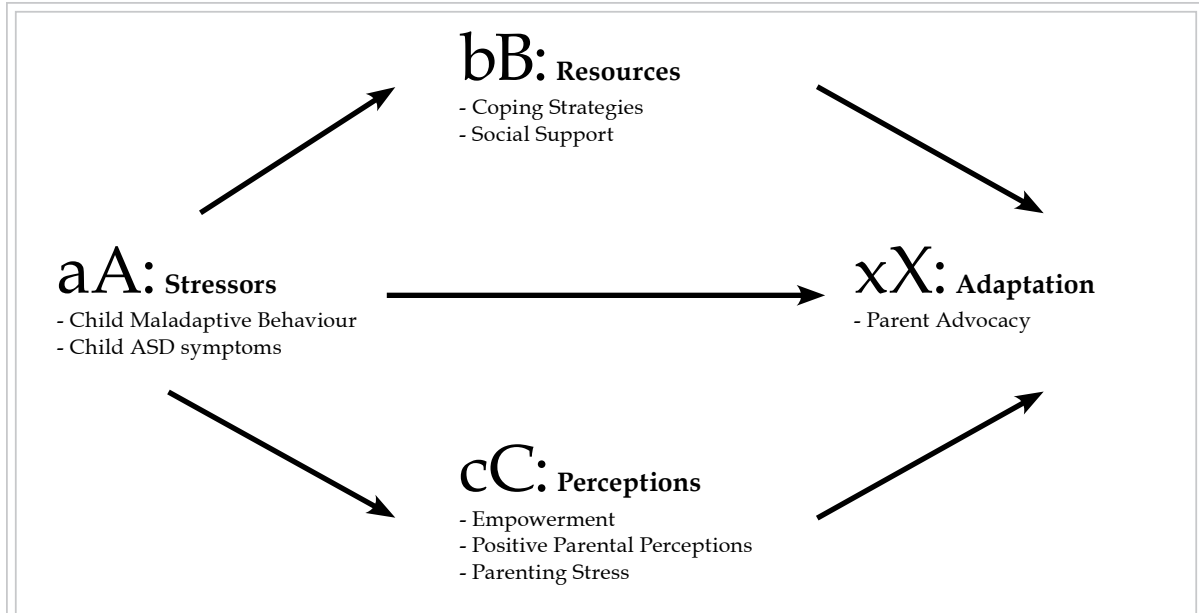 bB: Resources
- Coping Strategies
- Social Support
aA: Stressors
- Child Maladaptive Behaviour
- Child ASD symptoms
xX: Adaptation
- Parent Advocacy
cC: Perceptions
- Empowerment
- Positive Parental Perceptions
- Parenting Stress